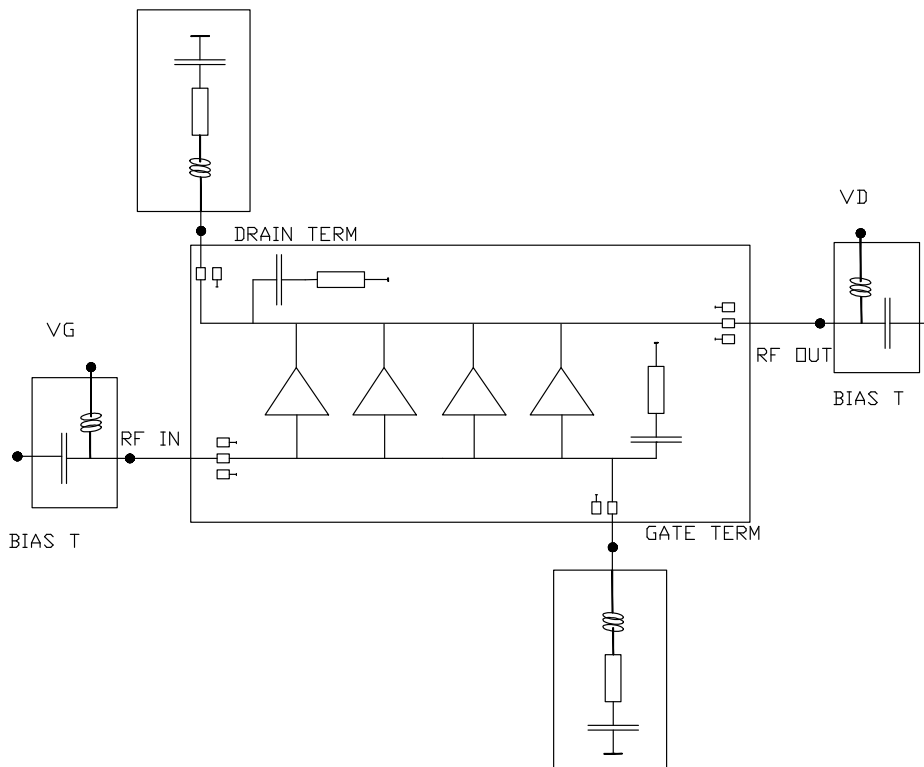 VD
DRAIN TERM
VG
RF OUT
BIAS T
RF IN
GATE TERM
BIAS T